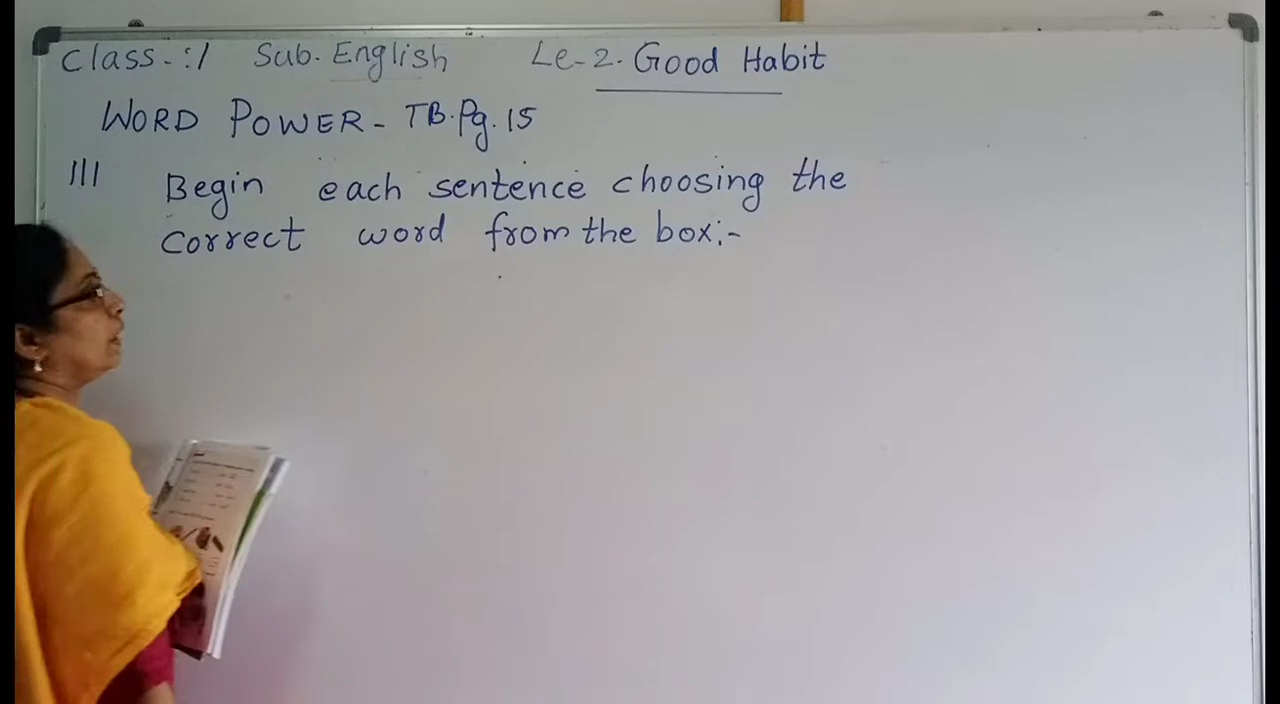 Class-:1 Sub. English Le-2. Good Habit
WORD POWER- TB.Pg.15
III Begin each sentence choosing the
correct word from the box:-